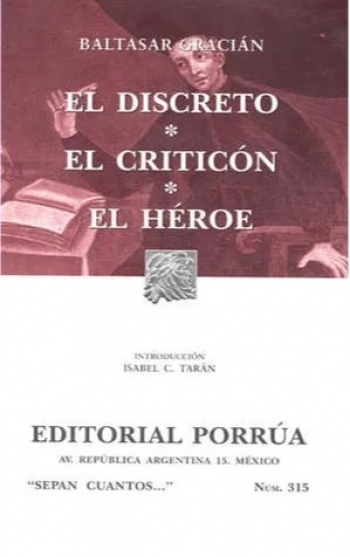 BALTASAR GRACIÁN
EL DISCRETO
*
EL CRITICÓN
*
EL HÉROE
INTRODUCCIÓN
ISABEL C. TARÁN
EDITORIAL PORRÚA
AV. REPÚBLICA ARGENTINA 15. MÉXICO
"SEPAN CUANTOS..." NÚM. 315